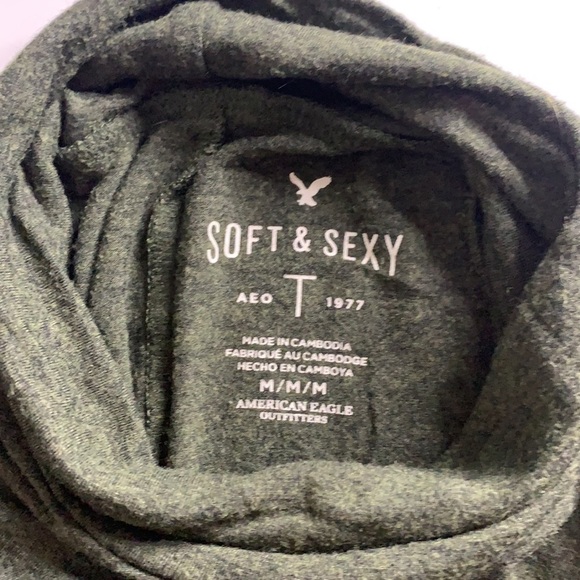 SOFT & SEXY
AEO T 1977
MADE IN CAMBODIA
FABRIQUÉ AU CAMBODGE
HECHO EN CAMBOYA
M/M/M
AMERICAN EAGLE
OUTFITTERS